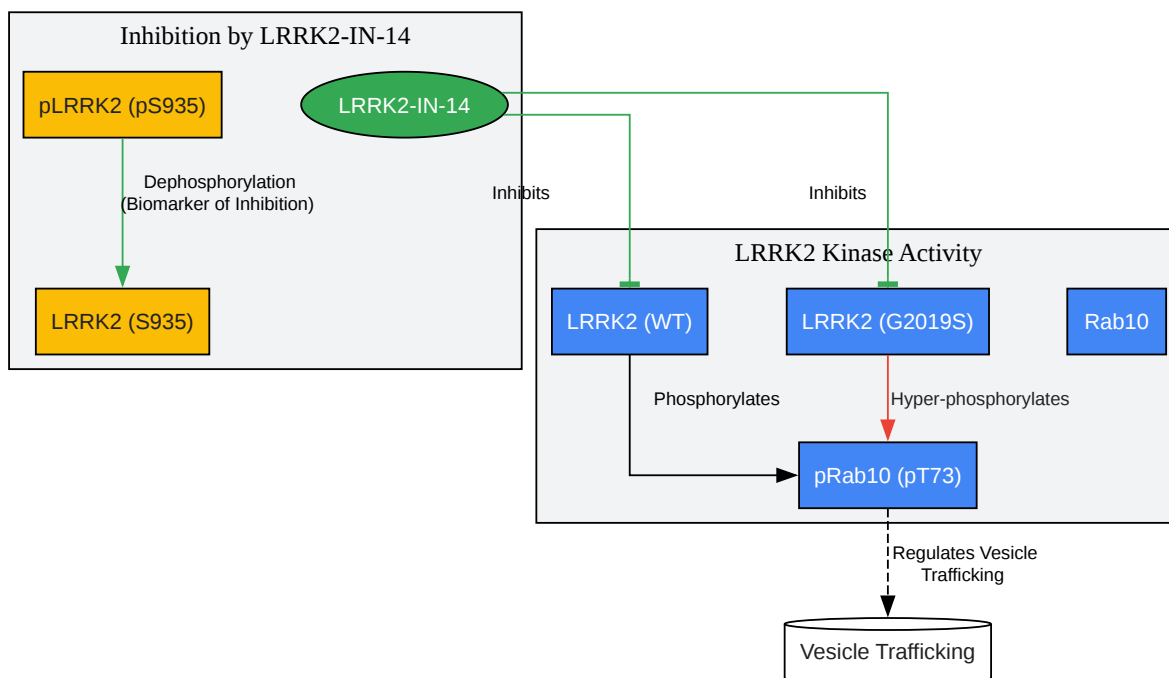 Inhibition by LRRK2-IN-14
pLRRK2 (pS935)
LRRK2-IN-14
Dephosphorylation
(Biomarker of Inhibition)
Inhibits
Inhibits
LRRK2 Kinase Activity
LRRK2 (S935)
LRRK2 (WT)
LRRK2 (G2019S)
Rab10
Phosphorylates
Hyper-phosphorylates
pRab10 (pT73)
Regulates Vesicle
Trafficking
Vesicle Trafficking